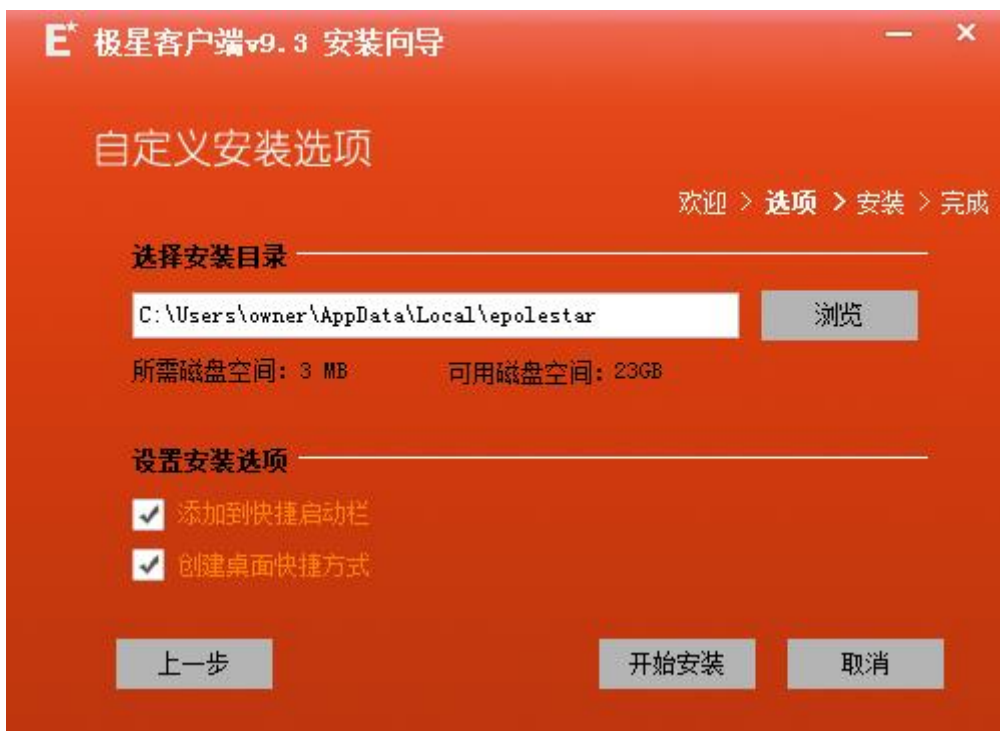 E* 极星客户端v9.3 安装向导
自定义安装选项
欢迎 > 选项 > 安装 > 完成
选择安装目录
C:\Users\owner\AppData\Local\epolestar 浏览
所需磁盘空间: 3 MB 可用磁盘空间: 23GB
设置安装选项
添加到快捷启动栏
创建桌面快捷方式
上一步 开始安装 取消